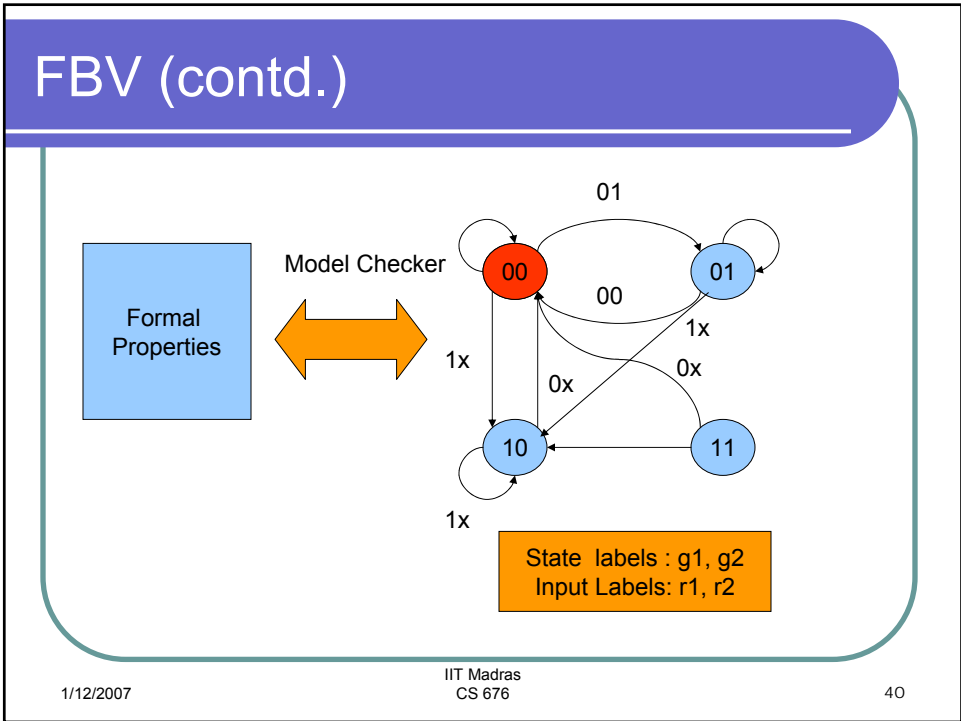 FBV (contd.)
Formal
Properties
Model Checker
01
00
01
00
1x
1x
0x
0x
10
11
1x
State labels : g1, g2
Input Labels: r1, r2
1/12/2007
IIT Madras
CS 676
40